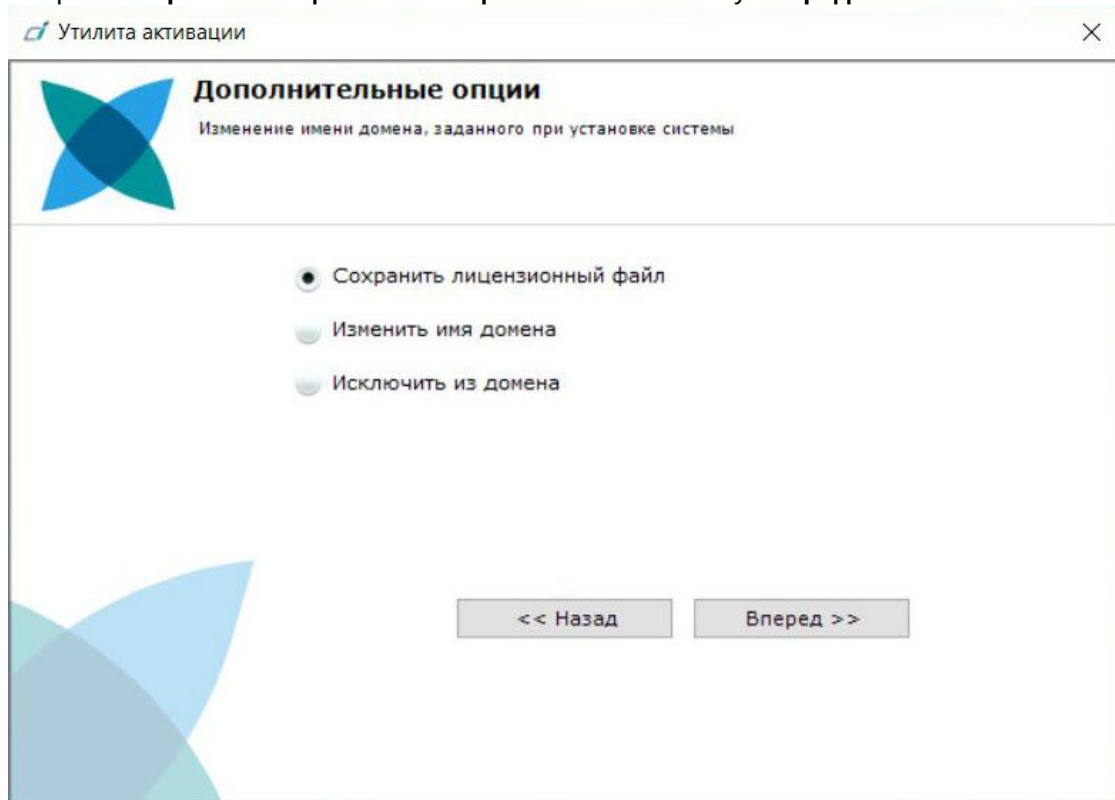 Утилита активации
Дополнительные опции
Изменение имени домена, заданного при установке системы
Сохранить лицензионный файл
Изменить имя домена
Исключить из домена
<< Назад
Вперед >>